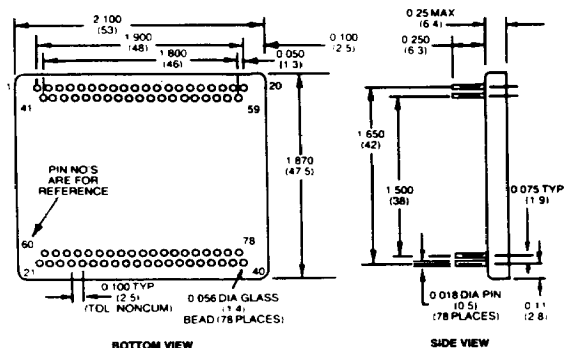 2.100
(53)
1.900
(48)
1.800
(46)
0.100
(2.5)
0.050
(1.3)
0.25 MAX
(6.4)
0.250
(6.3)
1
20
41
59
PIN NO'S
ARE FOR
REFERENCE
1.870
(47.5)
1.650
(42)
1.500
(38)
0.075 TYP
(1.9)
60
78
21
40
0.100 TYP
(2.5)
(TOL NONCUM)
0.056 DIA GLASS
(1.4)
BEAD (78 PLACES)
0.018 DIA PIN
(0.5)
(78 PLACES)
0.11
(2.8)
BOTTOM VIEW
SIDE VIEW